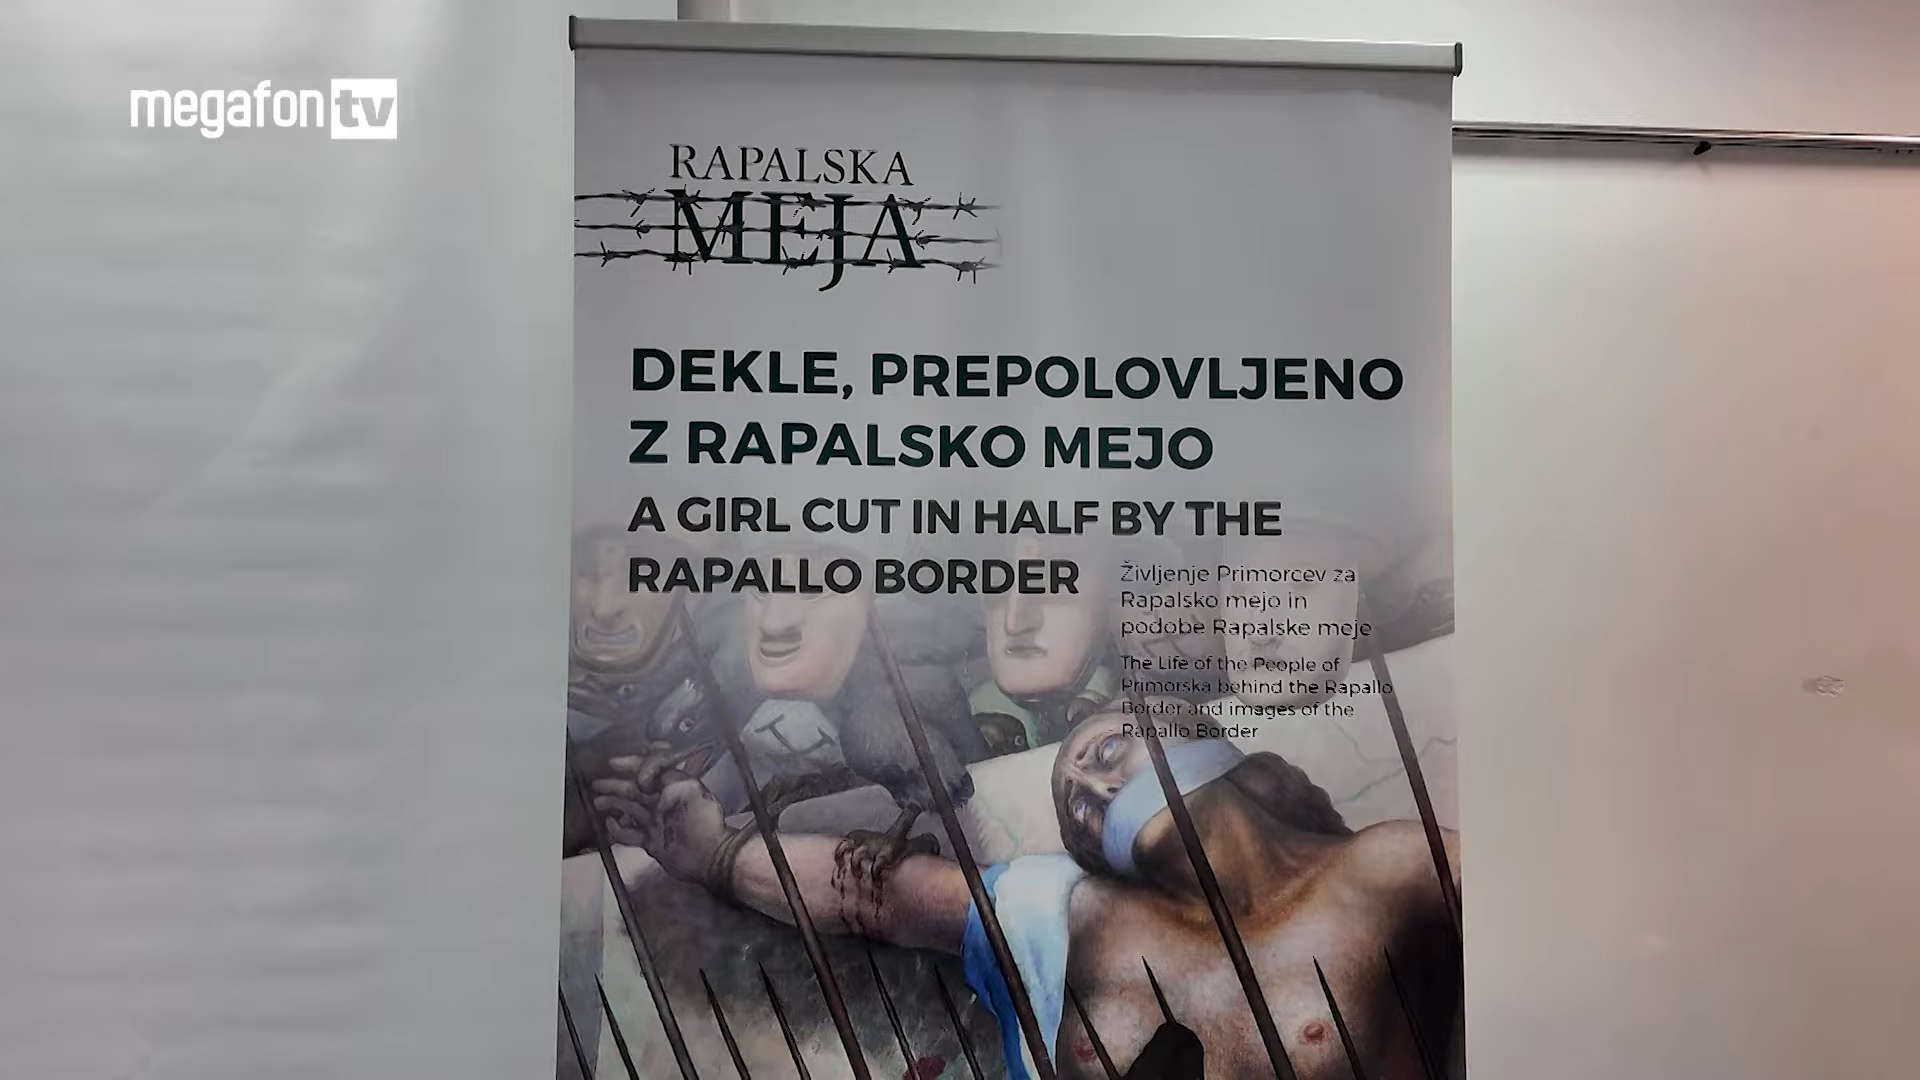 megafon tv
RAPALSKA
MEJA
DEKLE, PREPOLOVLJENO
Z RAPALSKO MEJO
A GIRL CUT IN HALF BY THE
RAPALLO BORDER
Življenje Primorcev za
Rapalsko mejo in
podobe Rapalske meje
The Life of the People of
Primorska behind the Rapallo
Border and images of the
Rapallo Border